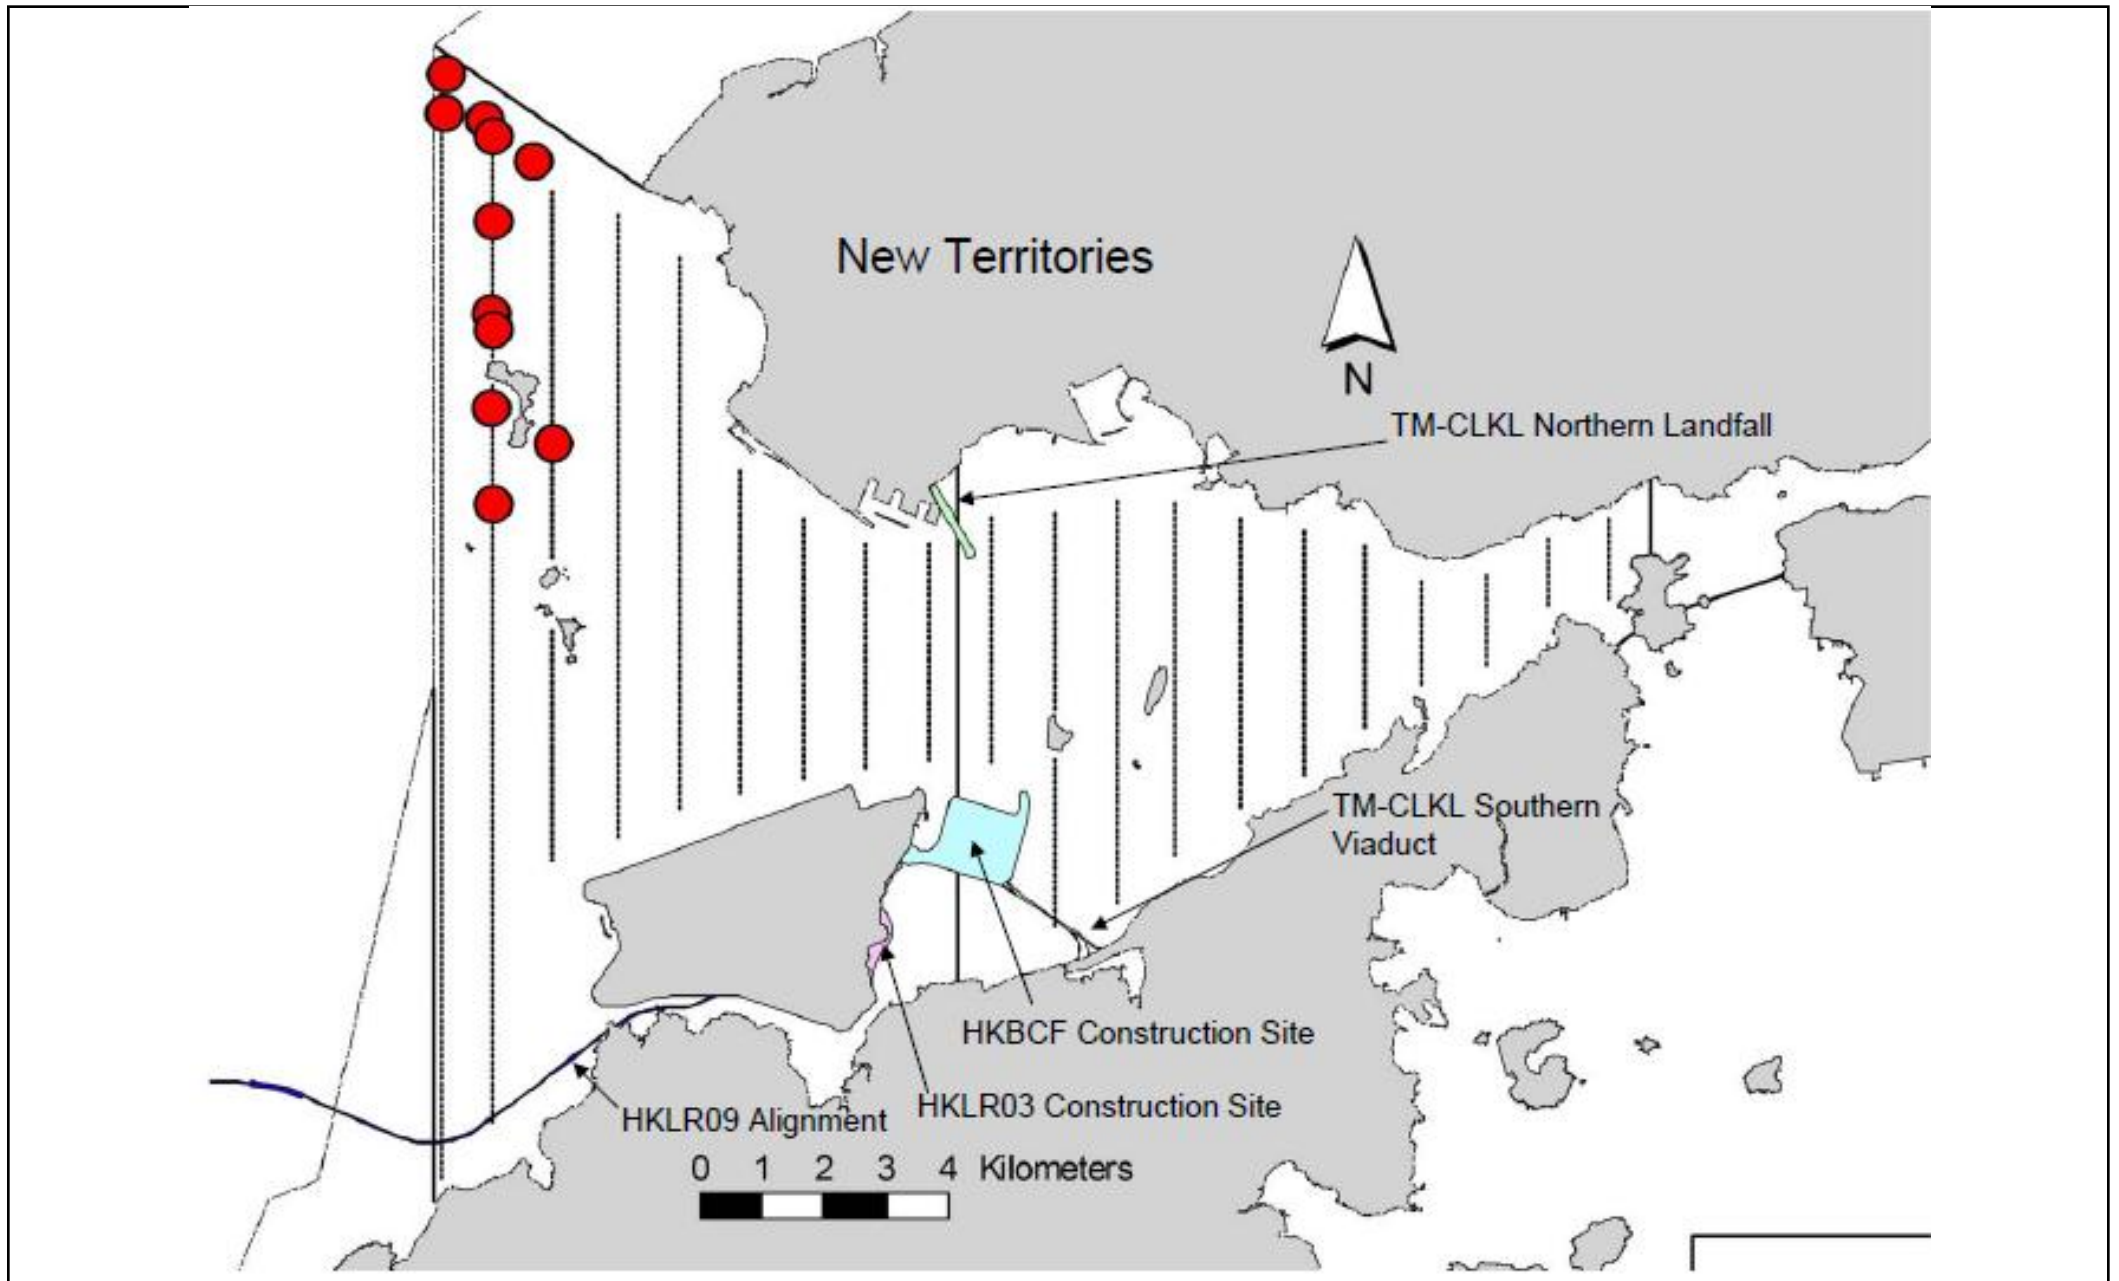 New Territories
N
TM-CLKL Northern Landfall
TM-CLKL Southern
Viaduct
HKBCF Construction Site
HKLR03 Construction Site
HKLR09 Alignment
0 1 2 3 4 Kilometers